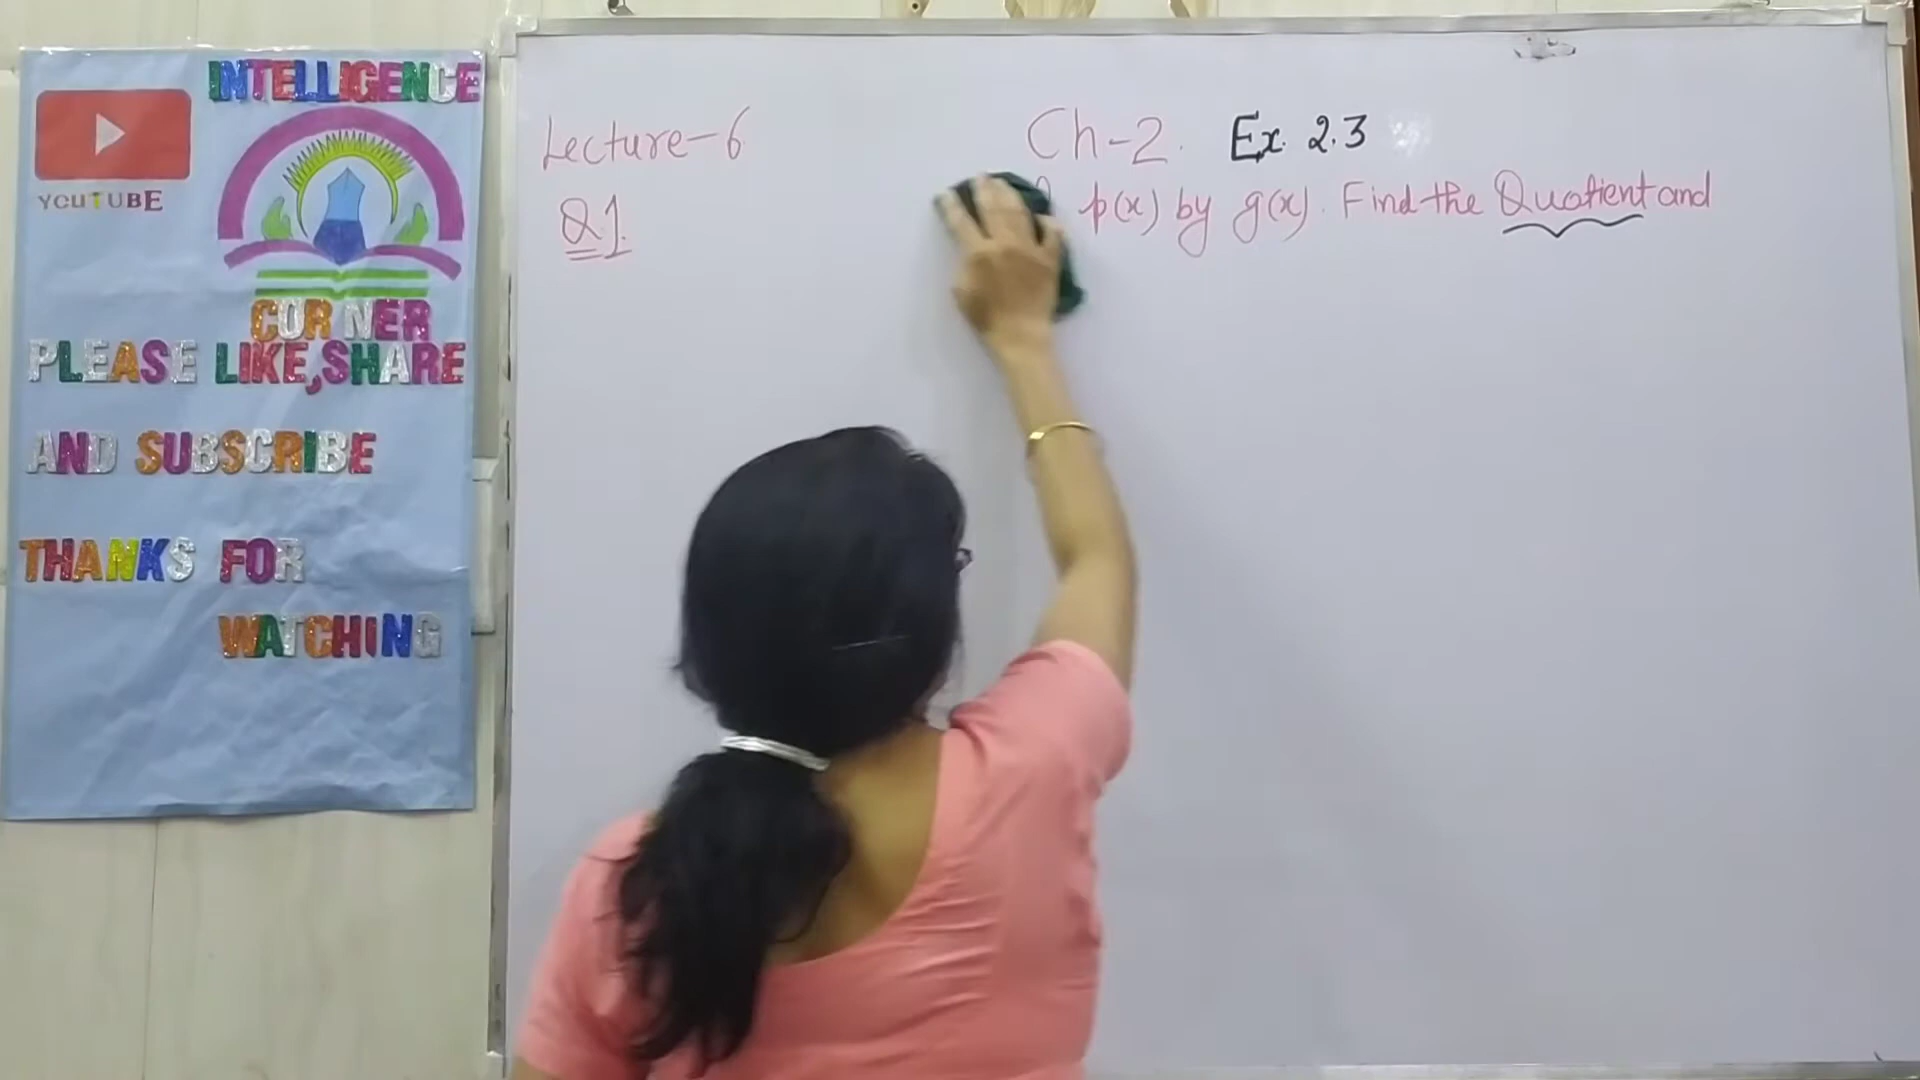 INTELLIGENCE
YOUTUBE
CORNER
PLEASE LIKE,SHARE
AND SUBSCRIBE
THANKS FOR
WATCHING
Lecture-6
Ch-2. Ex. 2.3
Q.1. p(x) by g(x). Find the Quotient and